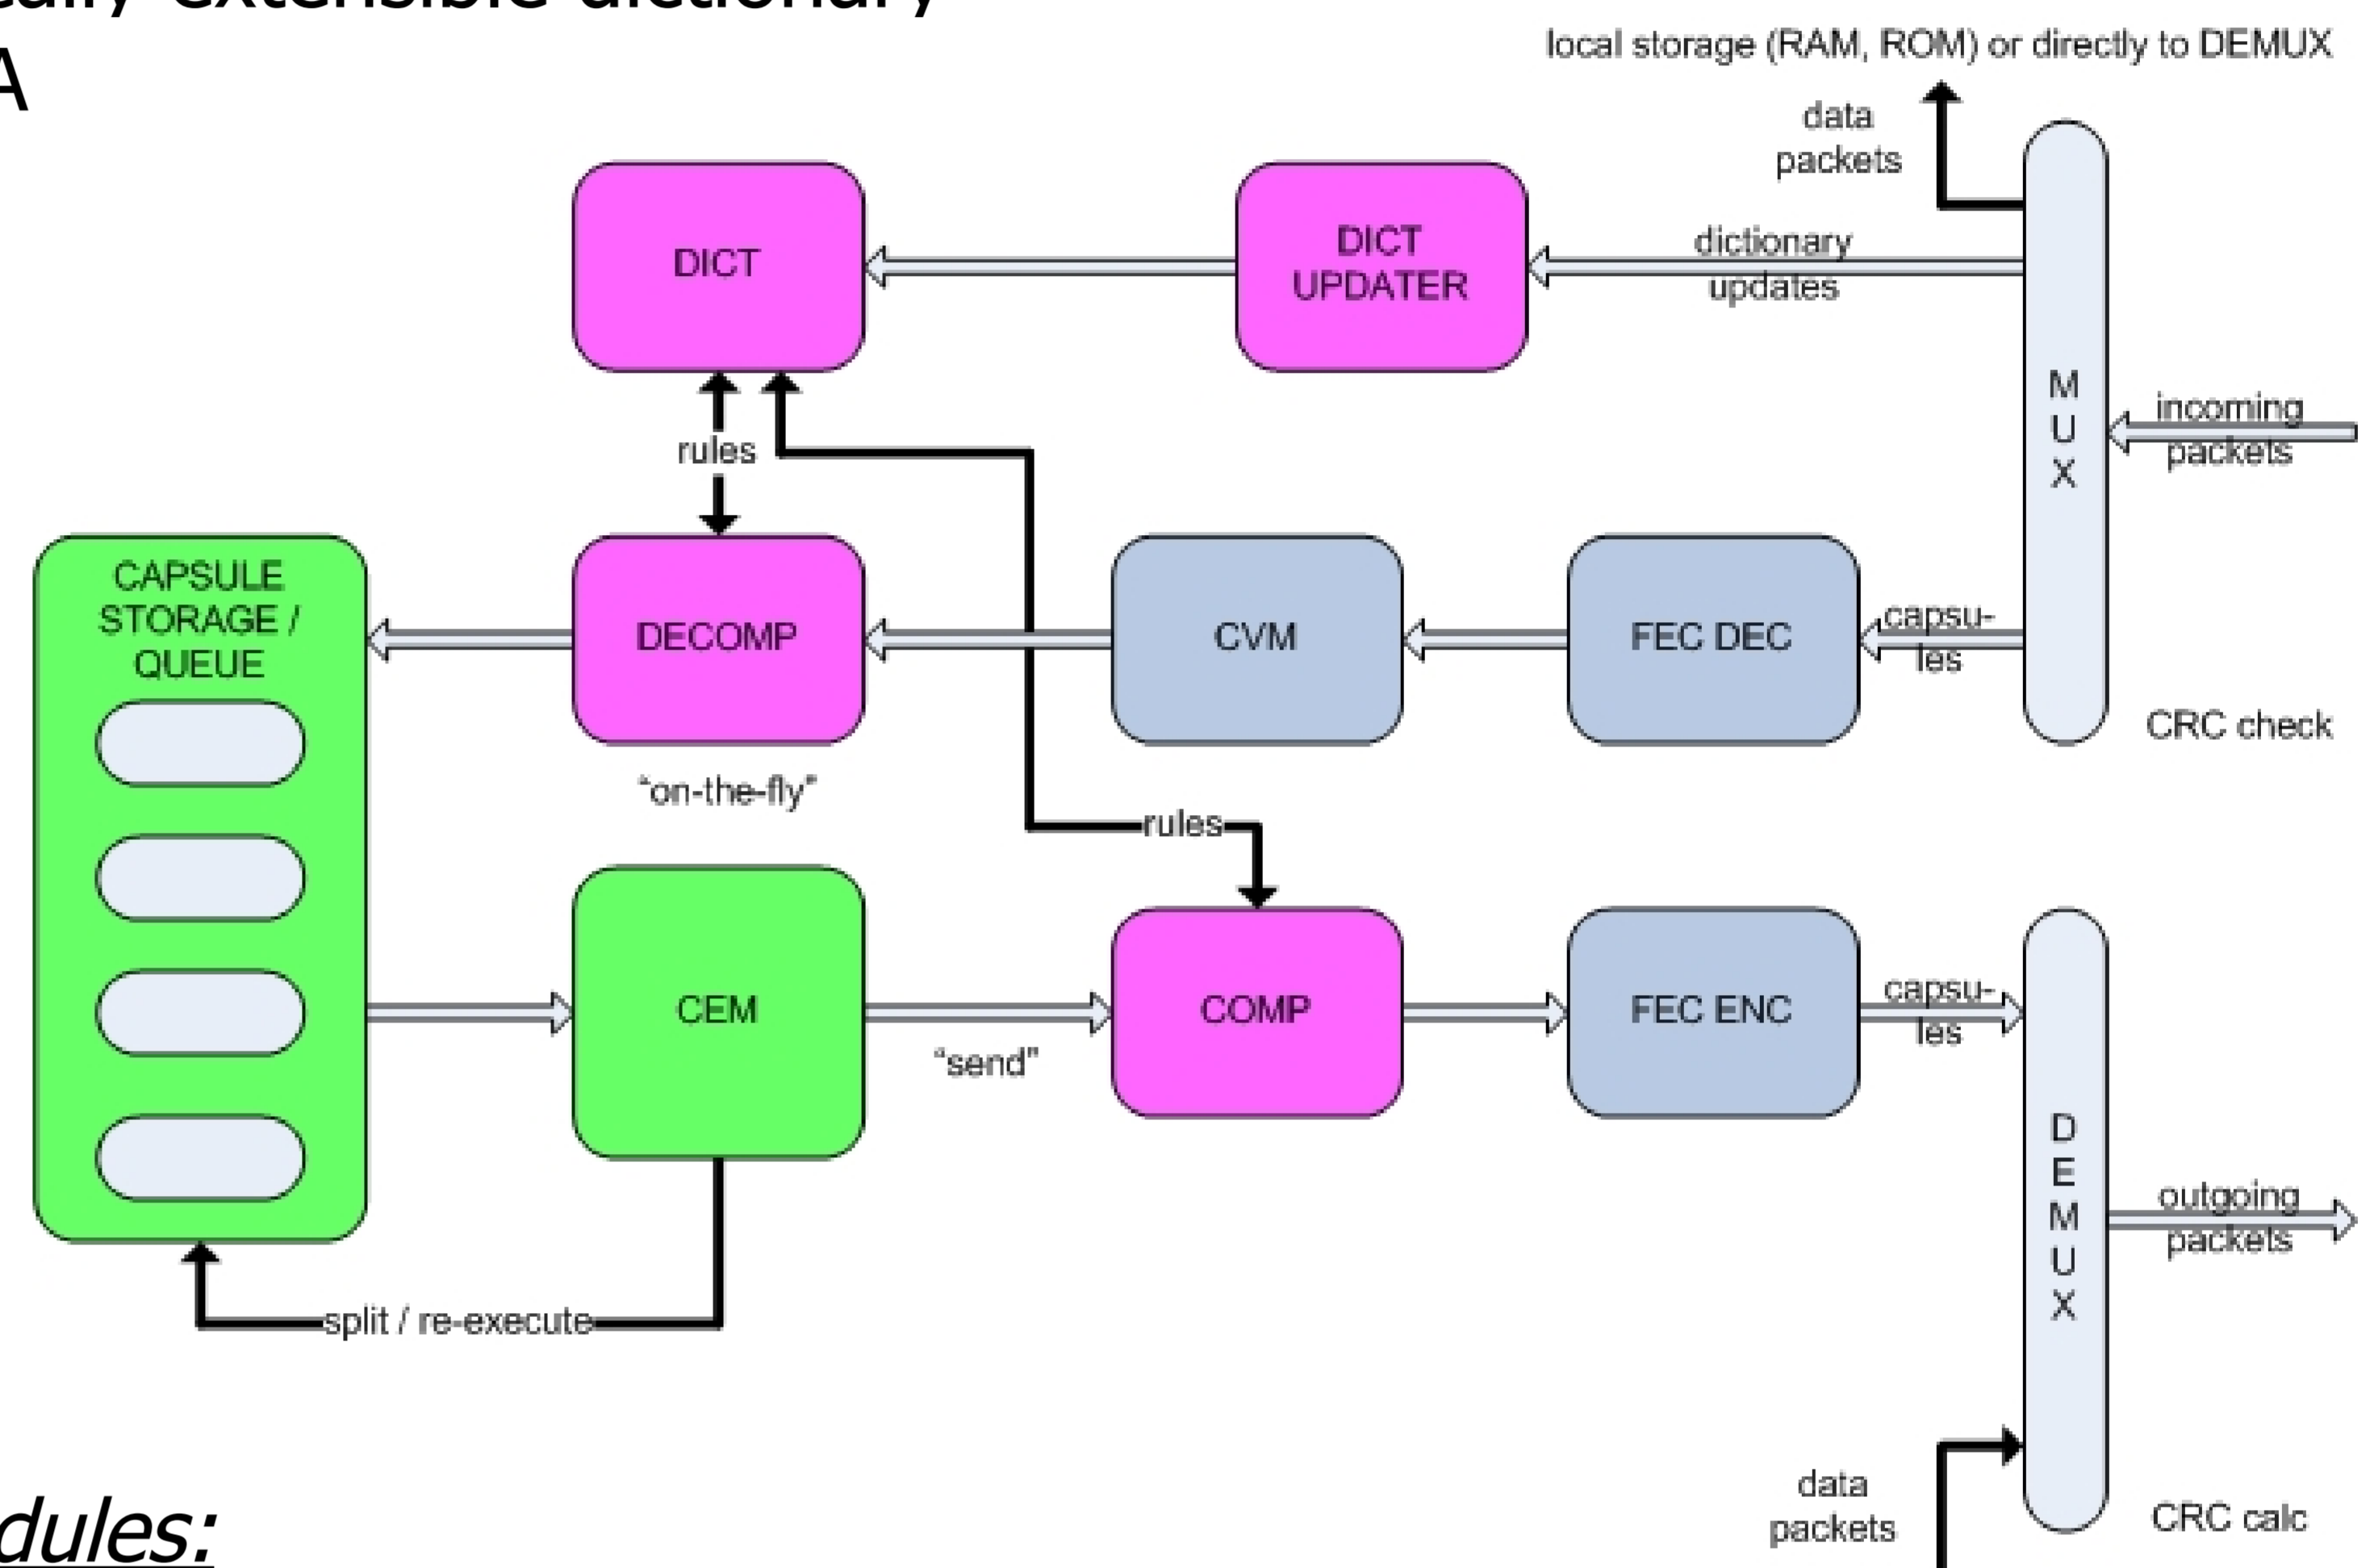 extensible dictionary
A
local storage (RAM, ROM) or directly to DEMUX
data
packets
DICT
DICT
UPDATER
dictionary
updates
M
U
X
incoming
packets
rules
CAPSULE
STORAGE /
QUEUE
DECOMP
CVM
FEC DEC
capsu-
les
CRC check
"on-the-fly"
rules
CEM
"send"
COMP
FEC ENC
capsu-
les
D
E
M
U
X
outgoing
packets
split / re-execute
data
packets
CRC calc
dules: